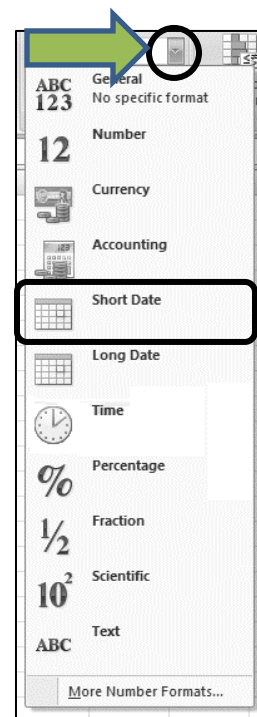 ABC
123
General
No specific format
12
Number
Currency
123
Accounting
Short Date
Long Date
Time
%
Percentage
1/2
Fraction
10²
Scientific
ABC
Text
More Number Formats...